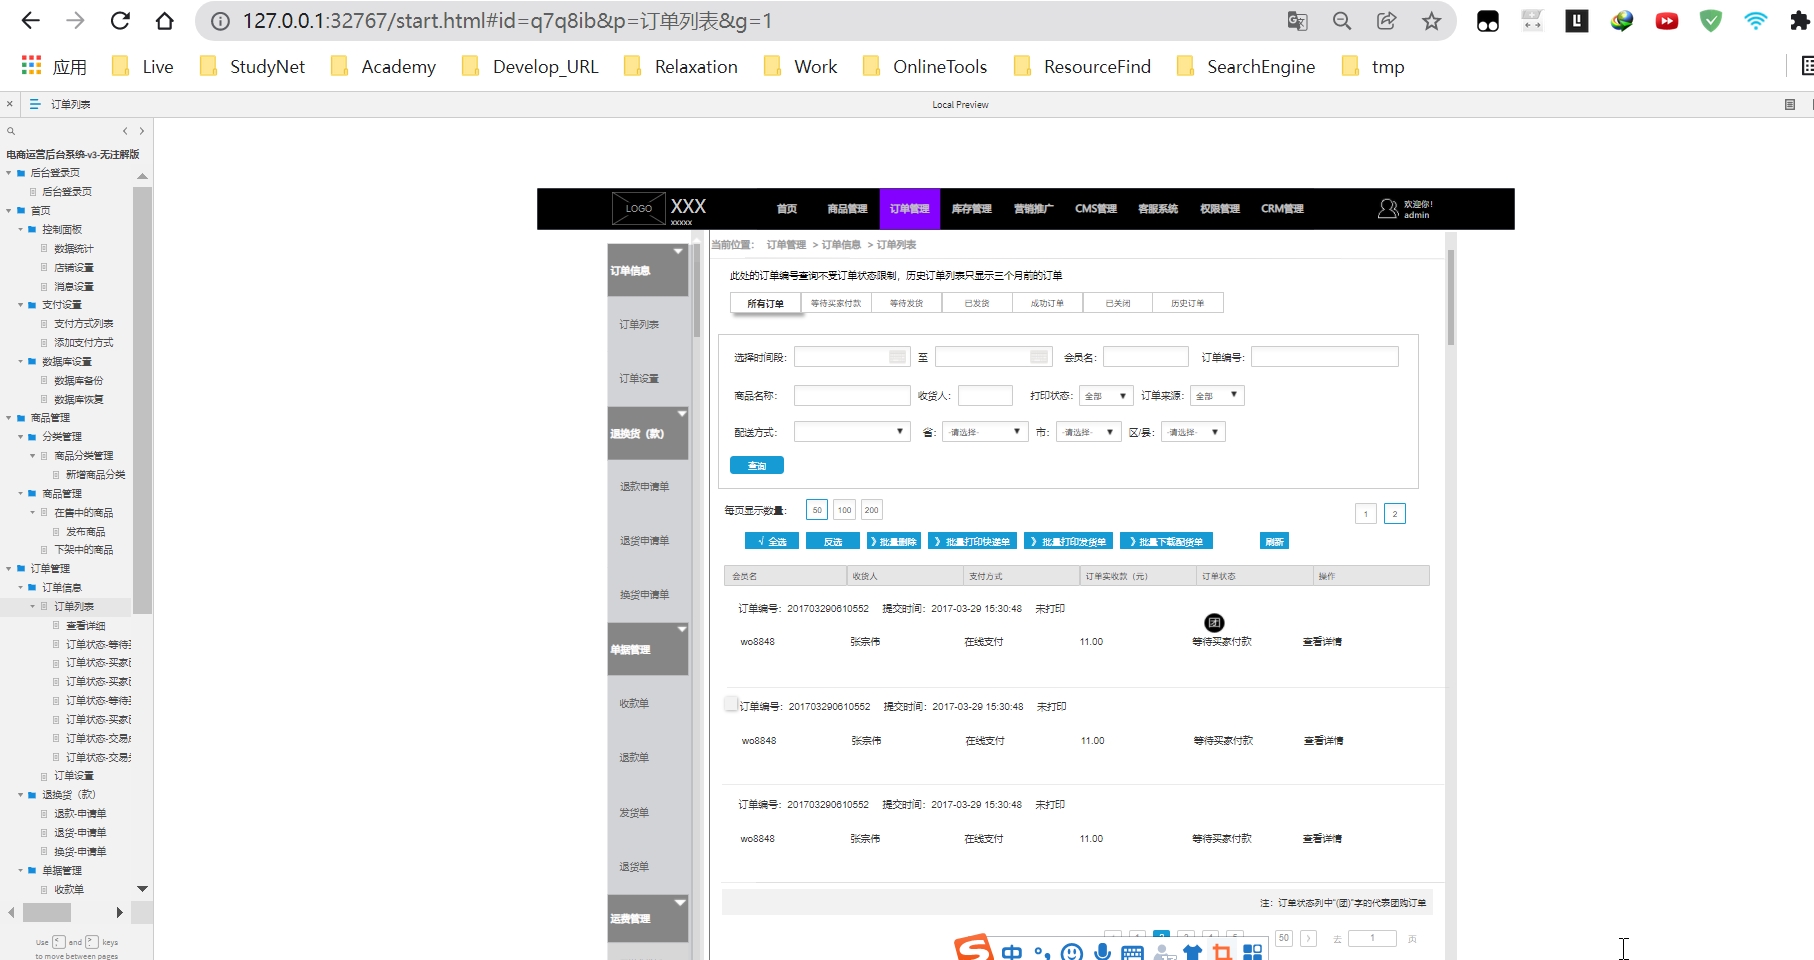 127.0.0.1:32767/start.html#id=q7q8ib&p=订单列表&g=1
应用 Live StudyNet Academy Develop_URL Relaxation Work OnlineTools ResourceFind SearchEngine tmp
订单列表 Local Preview
电商运营后台系统-v3-无注解版
后台登录页
后台登录页
首页
控制面板
数据统计
店铺设置
消息设置
支付设置
支付方式列表
添加支付方式
数据库设置
数据库备份
数据库恢复
商品管理
分类管理
商品分类管理
新增商品分类
商品管理
在售中的商品
发布商品
下架中的商品
订单管理
订单信息
订单列表
查看详细
订单状态-等待
订单状态-买家
订单状态-买家
订单状态-等待
订单状态-买家
订单状态-交易
订单状态-交易
订单设置
退换货（款）
退款-申请单
退货-申请单
换货-申请单
单据管理
收款单
Use < and > keys
to move between pages
LOGO XXX
xxxxx
首页 商品管理 订单管理 库存管理 营销推广 CMS管理 客服系统 权限管理 CRM管理
欢迎你!
admin
订单信息
订单列表
订单设置
退换货（款）
退款申请单
退货申请单
换货申请单
单据管理
收款单
退款单
发货单
退货单
运费管理
当前位置： 订单管理 > 订单信息 > 订单列表
此处的订单编号查询不受订单状态限制，历史订单列表只显示三个月前的订单
所有订单 等待买家付款 等待发货 已发货 成功订单 已关闭 历史订单
选择时间段: 至 会员名: 订单编号:
商品名称: 收货人: 打印状态: 全部 订单来源: 全部
配送方式: 省: -请选择- 市: -请选择- 区/县: -请选择-
查询
每页显示数量: 50 100 200 1 2
√ 全选 反选 》批量删除 》批量打印快递单 》批量打印发货单 》批量下载配货单 刷新
会员名 收货人 支付方式 订单实收款（元） 订单状态 操作
订单编号：201703290610552 提交时间：2017-03-29 15:30:48 未打印
团
wo8848 张宗伟 在线支付 11.00 等待买家付款 查看详情
订单编号：201703290610552 提交时间：2017-03-29 15:30:48 未打印
wo8848 张宗伟 在线支付 11.00 等待买家付款 查看详情
订单编号：201703290610552 提交时间：2017-03-29 15:30:48 未打印
wo8848 张宗伟 在线支付 11.00 等待买家付款 查看详情
注：订单状态列中"(团)"字的代表团购订单
50 > 去 1 页
中